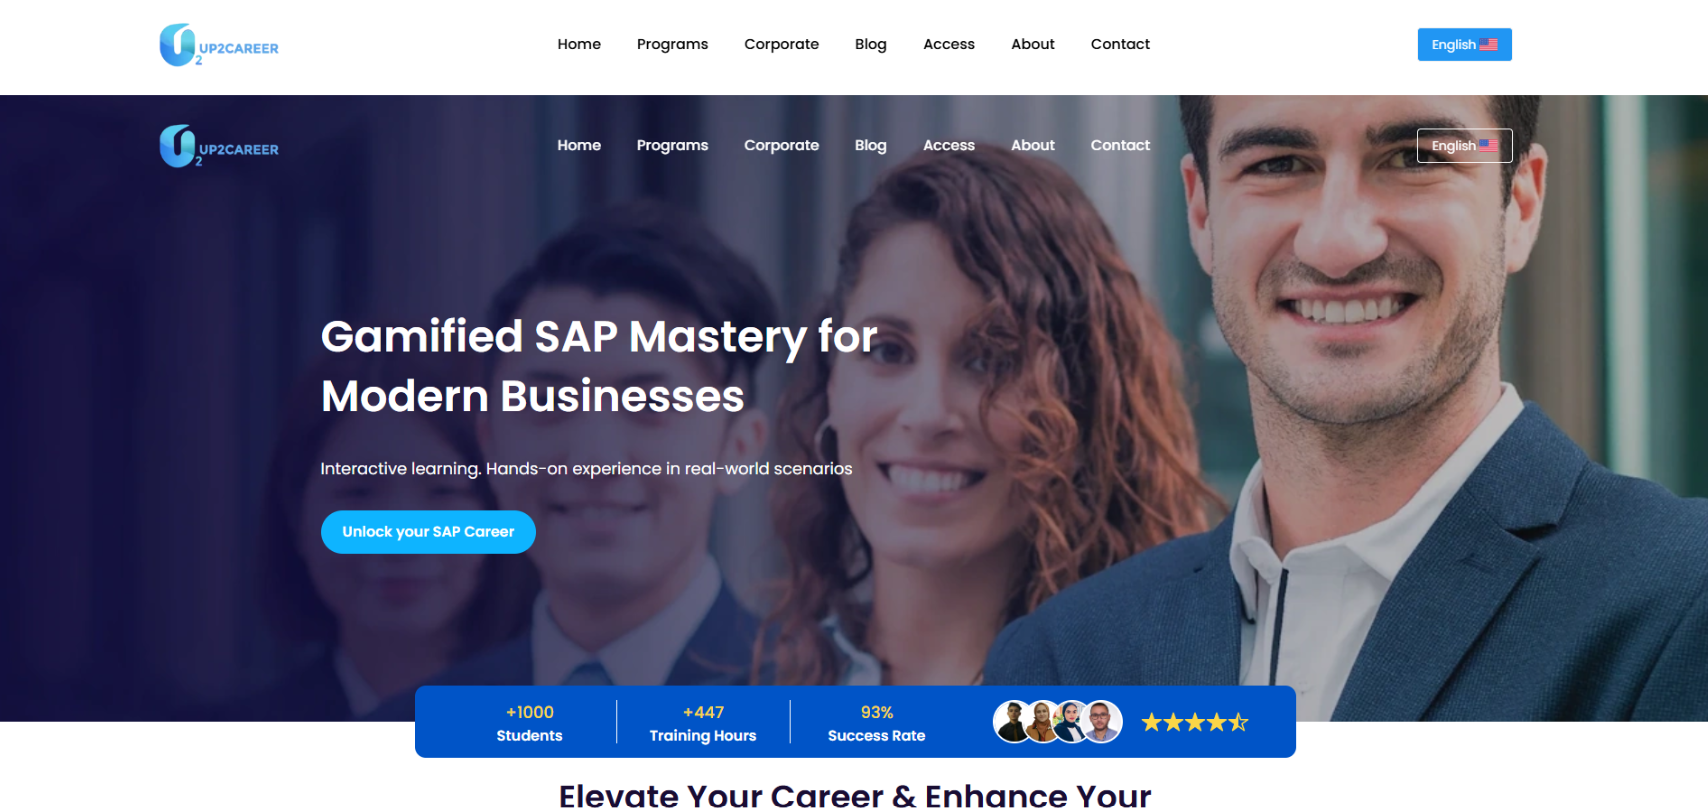 UP2CAREER
Home Programs Corporate Blog Access About Contact English
UP2CAREER
Home Programs Corporate Blog Access About Contact English
Gamified SAP Mastery for
Modern Businesses
Interactive learning. Hands-on experience in real-world scenarios
Unlock your SAP Career
+1000 +447 93%
Students Training Hours Success Rate
Elevate Your Career & Enhance Your